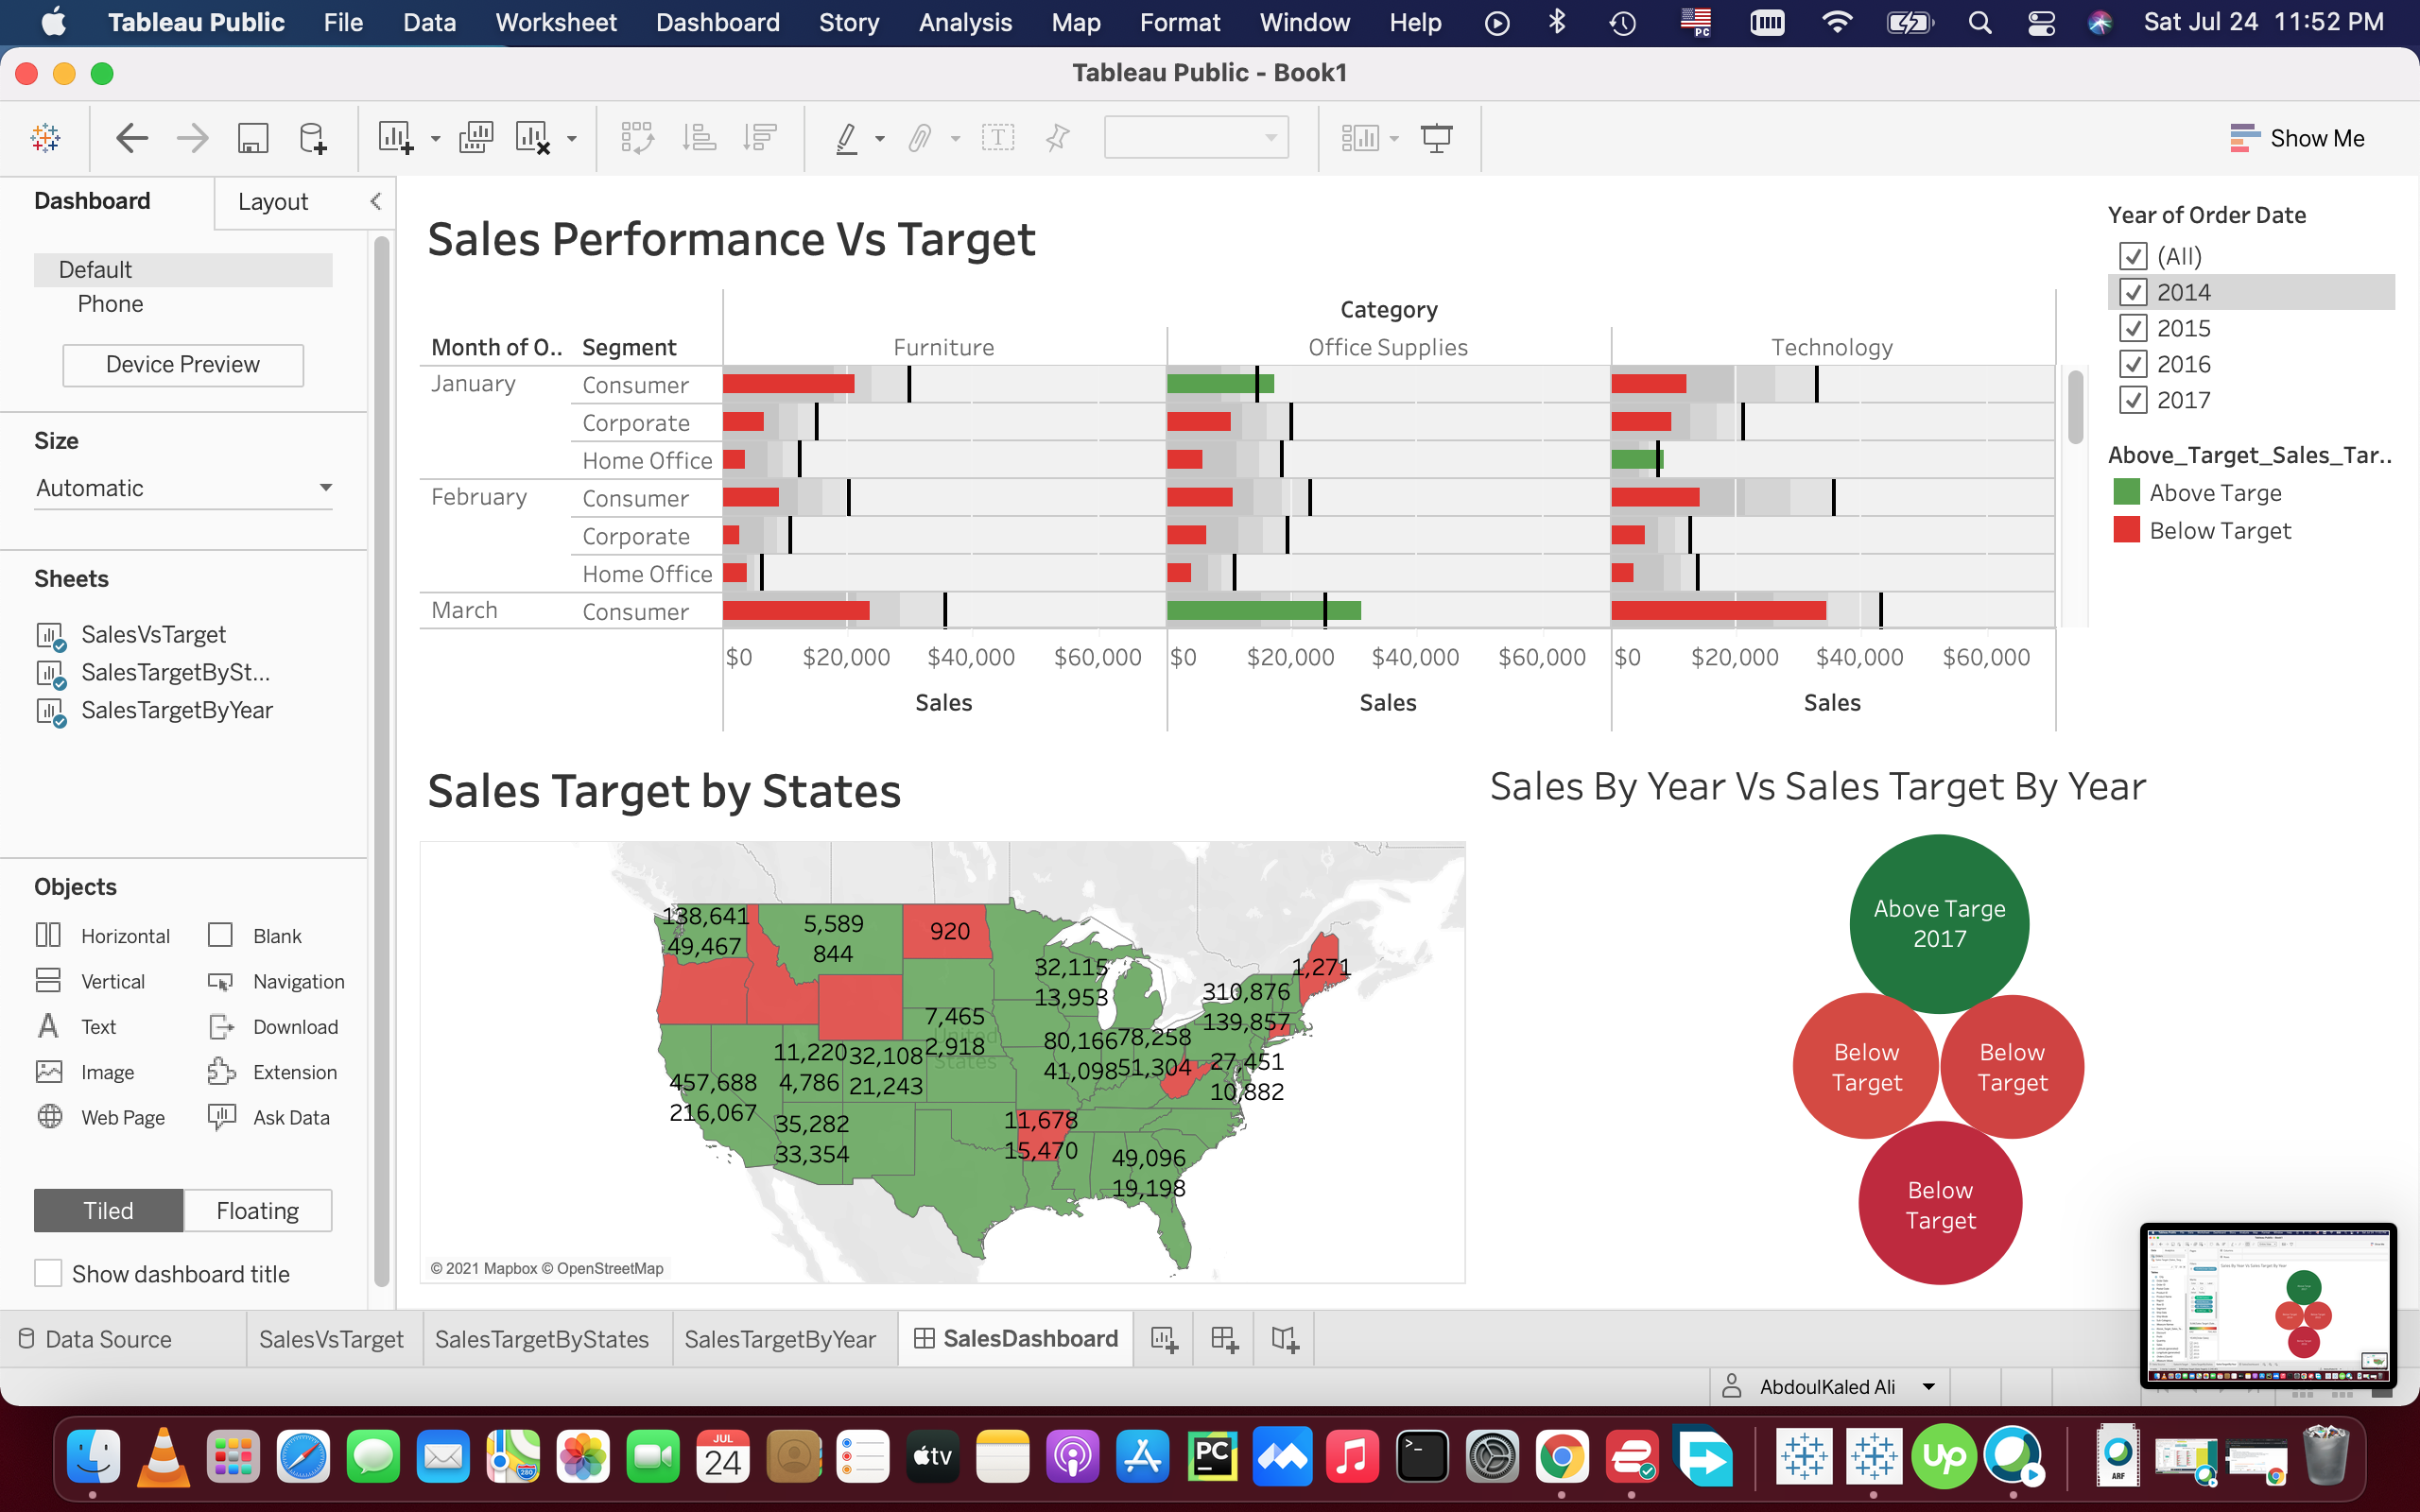 Tableau Public File Data Worksheet Dashboard Story Analysis Map Format Window Help PC Sat Jul 24 11:52 PM
Tableau Public - Book1
Show Me
Dashboard Layout
Default
Phone
Device Preview
Size
Automatic
Sheets
SalesVsTarget
SalesTargetBySt...
SalesTargetByYear
Objects
Horizontal Blank
Vertical Navigation
Text Download
Image Extension
Web Page Ask Data
Tiled Floating
Show dashboard title
Sales Performance Vs Target
Category
Month of O.. Segment Furniture Office Supplies Technology
January Consumer
Corporate
Home Office
February Consumer
Corporate
Home Office
March Consumer
$0 $20,000 $40,000 $60,000 $0 $20,000 $40,000 $60,000 $0 $20,000 $40,000 $60,000
Sales Sales Sales
Year of Order Date
(All)
2014
2015
2016
2017
Above_Target_Sales_Tar..
Above Targe
Below Target
Sales Target by States
138,641
49,467
5,589
844
920
32,115
13,953
1,271
310,876
139,857
7,465
2,918
United
States
80,166
41,098
78,258
51,304
27,451
10,882
11,220
4,786
32,108
21,243
457,688
216,067
35,282
33,354
11,678
15,470
49,096
19,198
© 2021 Mapbox © OpenStreetMap
Sales By Year Vs Sales Target By Year
Above Targe
2017
Below
Target
Below
Target
Below
Target
Data Source SalesVsTarget SalesTargetByStates SalesTargetByYear SalesDashboard
AbdoulKaled Ali
280
JUL
24
tv
PC
up
ARF